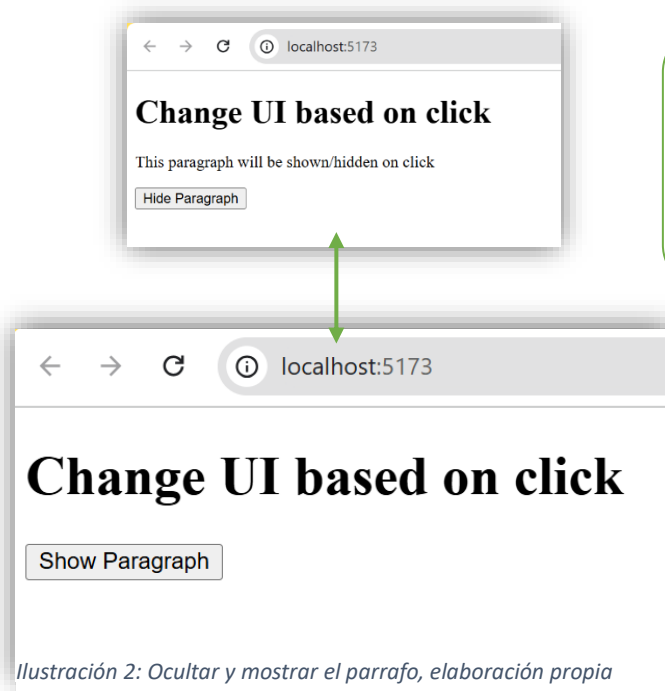 localhost:5173
Change UI based on click
This paragraph will be shown/hidden on click
Hide Paragraph
localhost:5173
Change UI based on click
Show Paragraph
Ilustración 2: Ocultar y mostrar el parrafo, elaboración propia